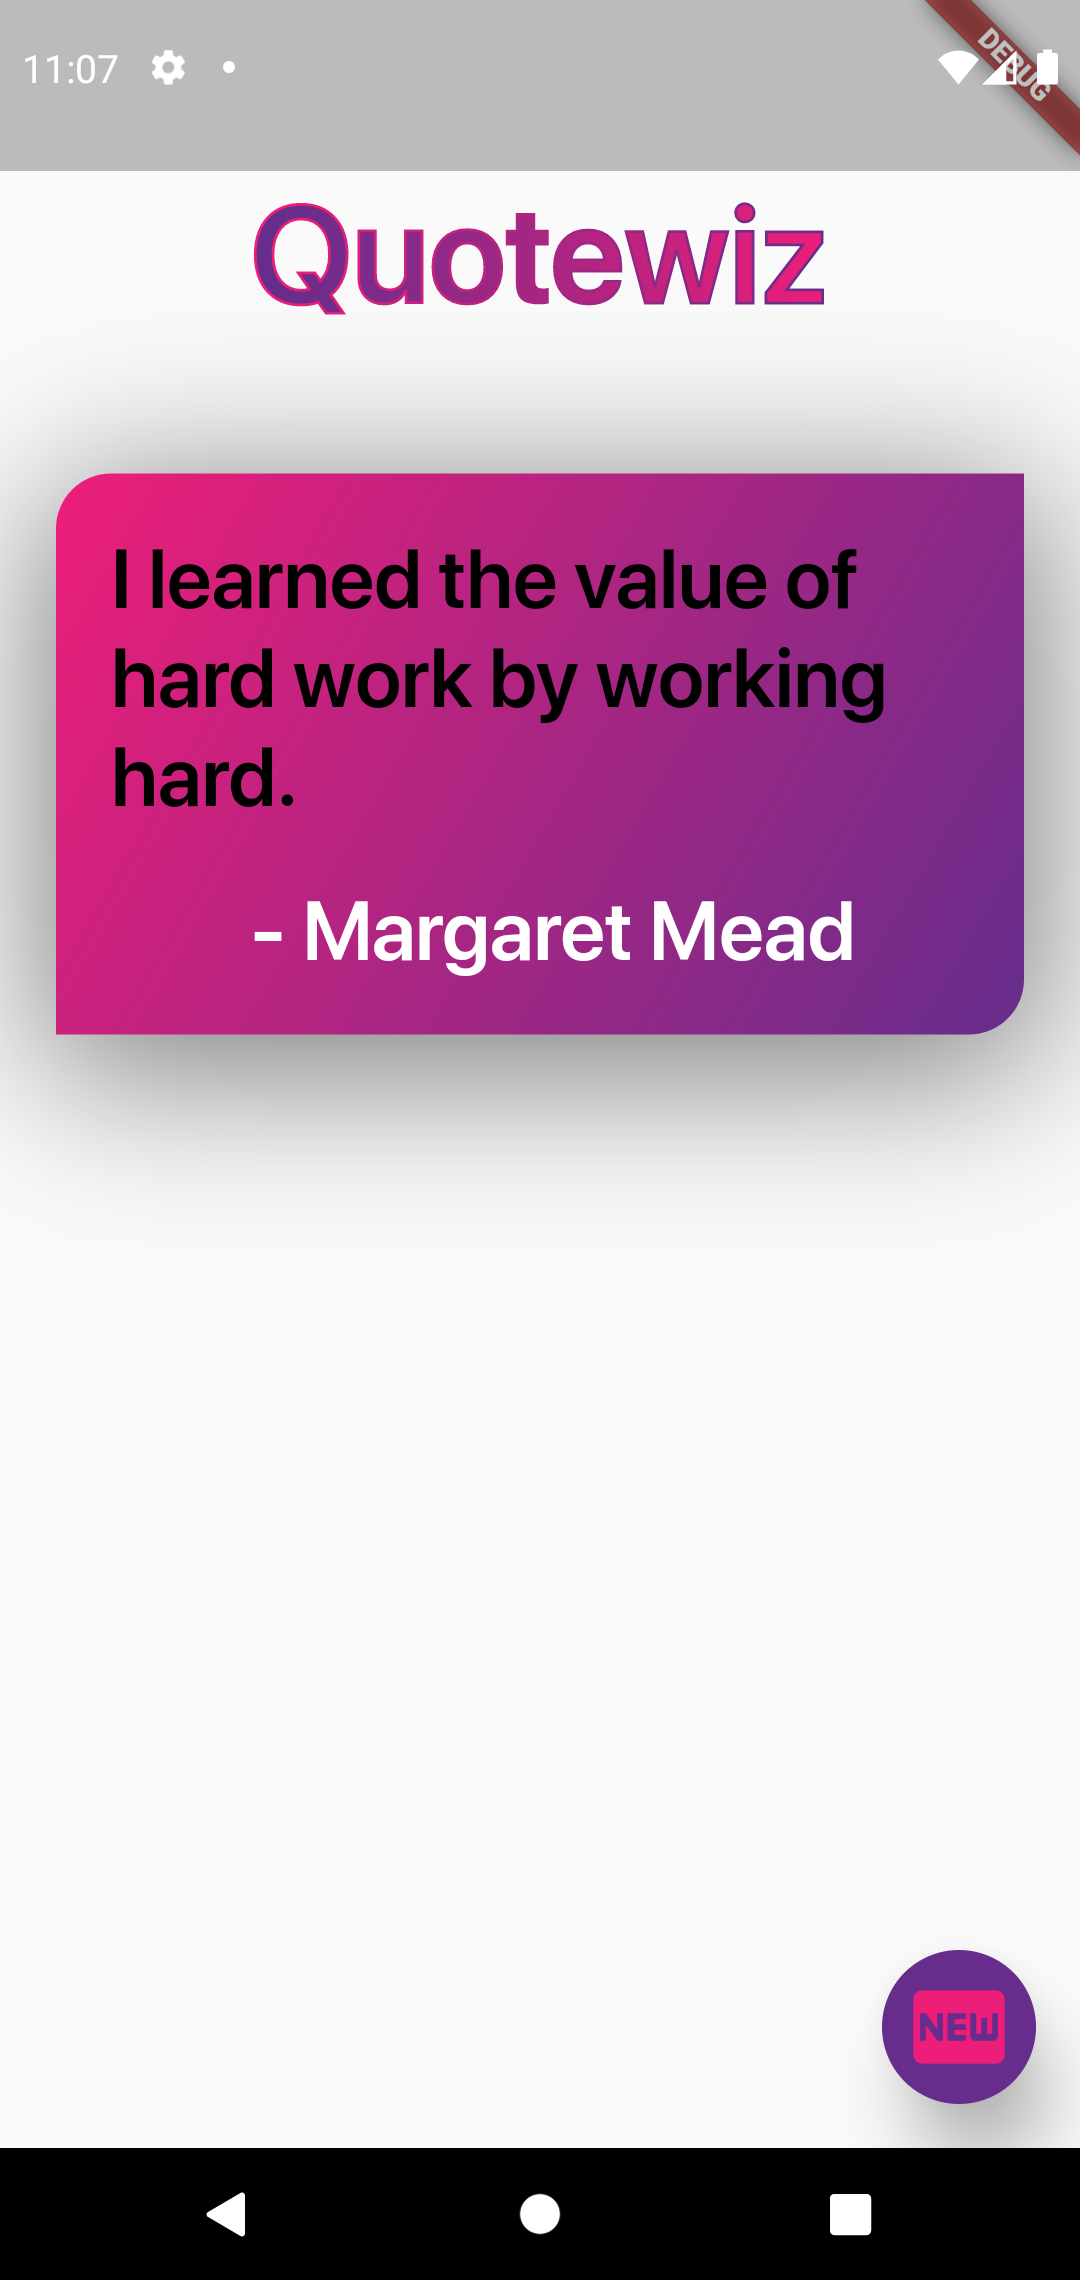 11:07
DEBUG
Quotewiz
I learned the value of
hard work by working
hard.
- Margaret Mead
NEW